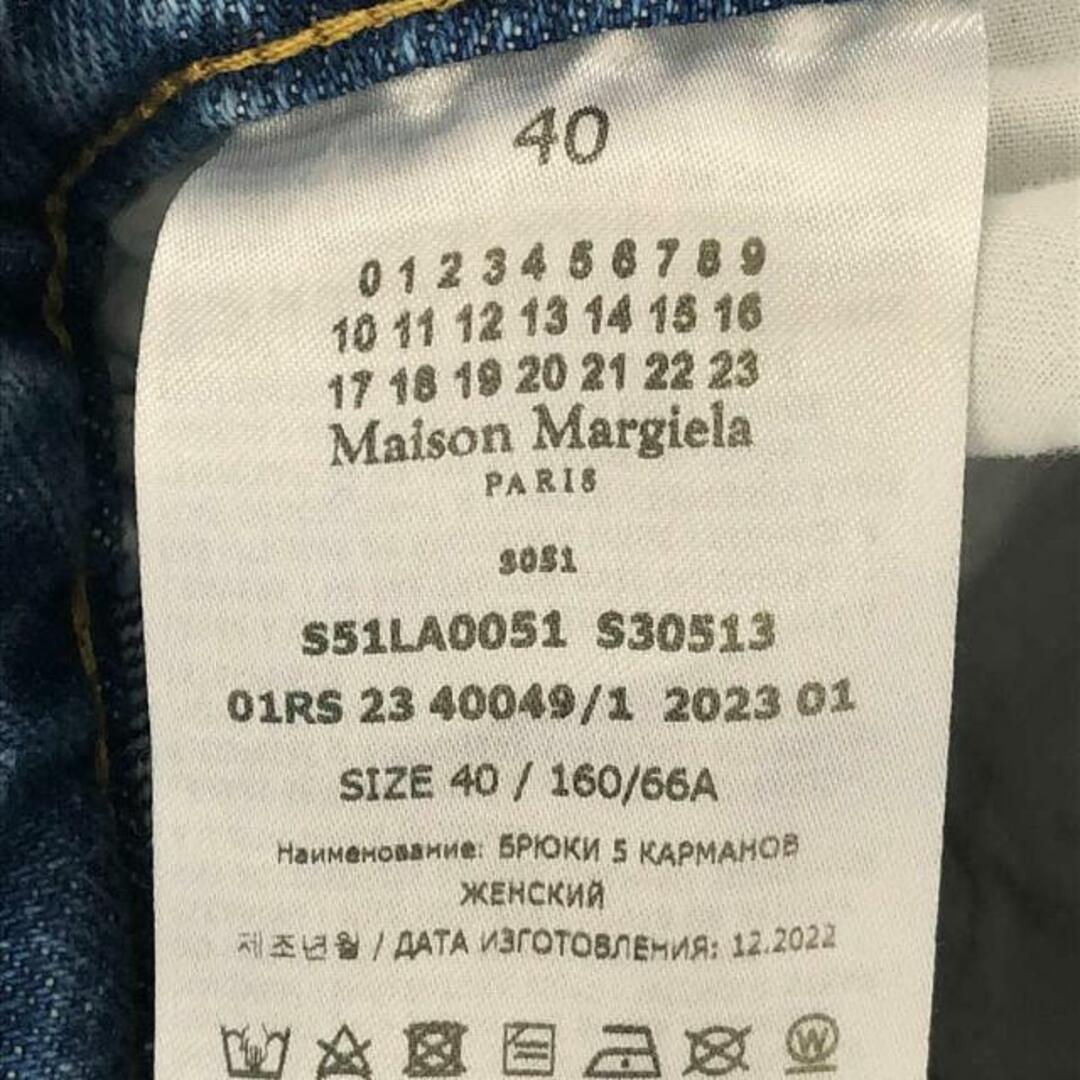 40
0 1 2 3 4 5 6 7 8 9
10 11 12 13 14 15 16
17 18 19 20 21 22 23
Maison Margiela
PARIS
S051
S51LA0051 S30513
01RS 23 40049/1 2023 01
SIZE 40 / 160/66A
Наименование: БРЮКИ 5 КАРМАНОВ
ЖЕНСКИЙ
제조년월 / ДАТА ИЗГОТОВЛЕНИЯ: 12.2022
W